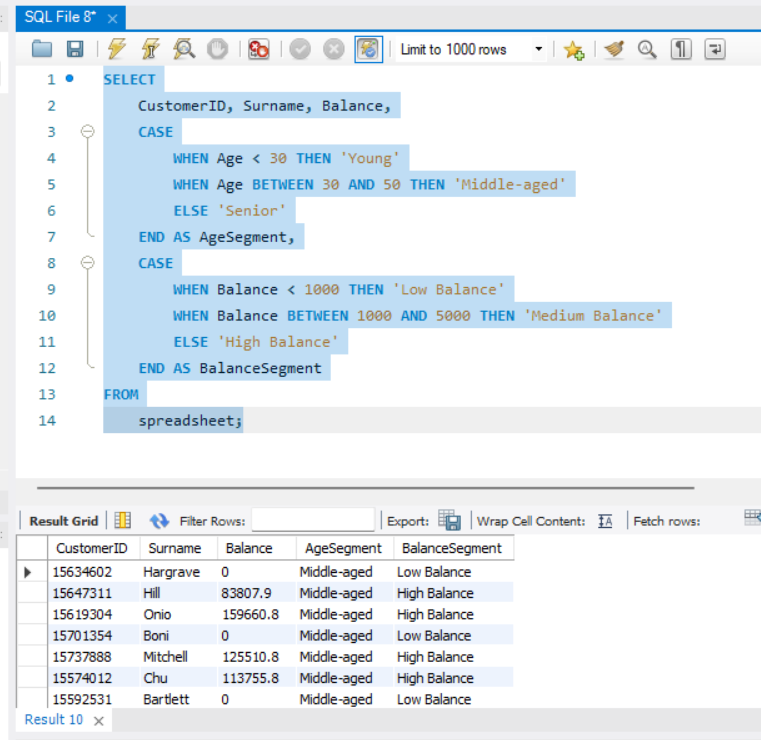 SQL File 8*
Limit to 1000 rows
1 SELECT
2 CustomerID, Surname, Balance,
3 CASE
4 WHEN Age < 30 THEN 'Young'
5 WHEN Age BETWEEN 30 AND 50 THEN 'Middle-aged'
6 ELSE 'Senior'
7 END AS AgeSegment,
8 CASE
9 WHEN Balance < 1000 THEN 'Low Balance'
10 WHEN Balance BETWEEN 1000 AND 5000 THEN 'Medium Balance'
11 ELSE 'High Balance'
12 END AS BalanceSegment
13 FROM
14 spreadsheet;
Result Grid Filter Rows: Export: Wrap Cell Content: Fetch rows:
CustomerID Surname Balance AgeSegment BalanceSegment
15634602 Hargrave 0 Middle-aged Low Balance
15647311 Hill 83807.9 Middle-aged High Balance
15619304 Onio 159660.8 Middle-aged High Balance
15701354 Boni 0 Middle-aged Low Balance
15737888 Mitchell 125510.8 Middle-aged High Balance
15574012 Chu 113755.8 Middle-aged High Balance
15592531 Bartlett 0 Middle-aged Low Balance
Result 10